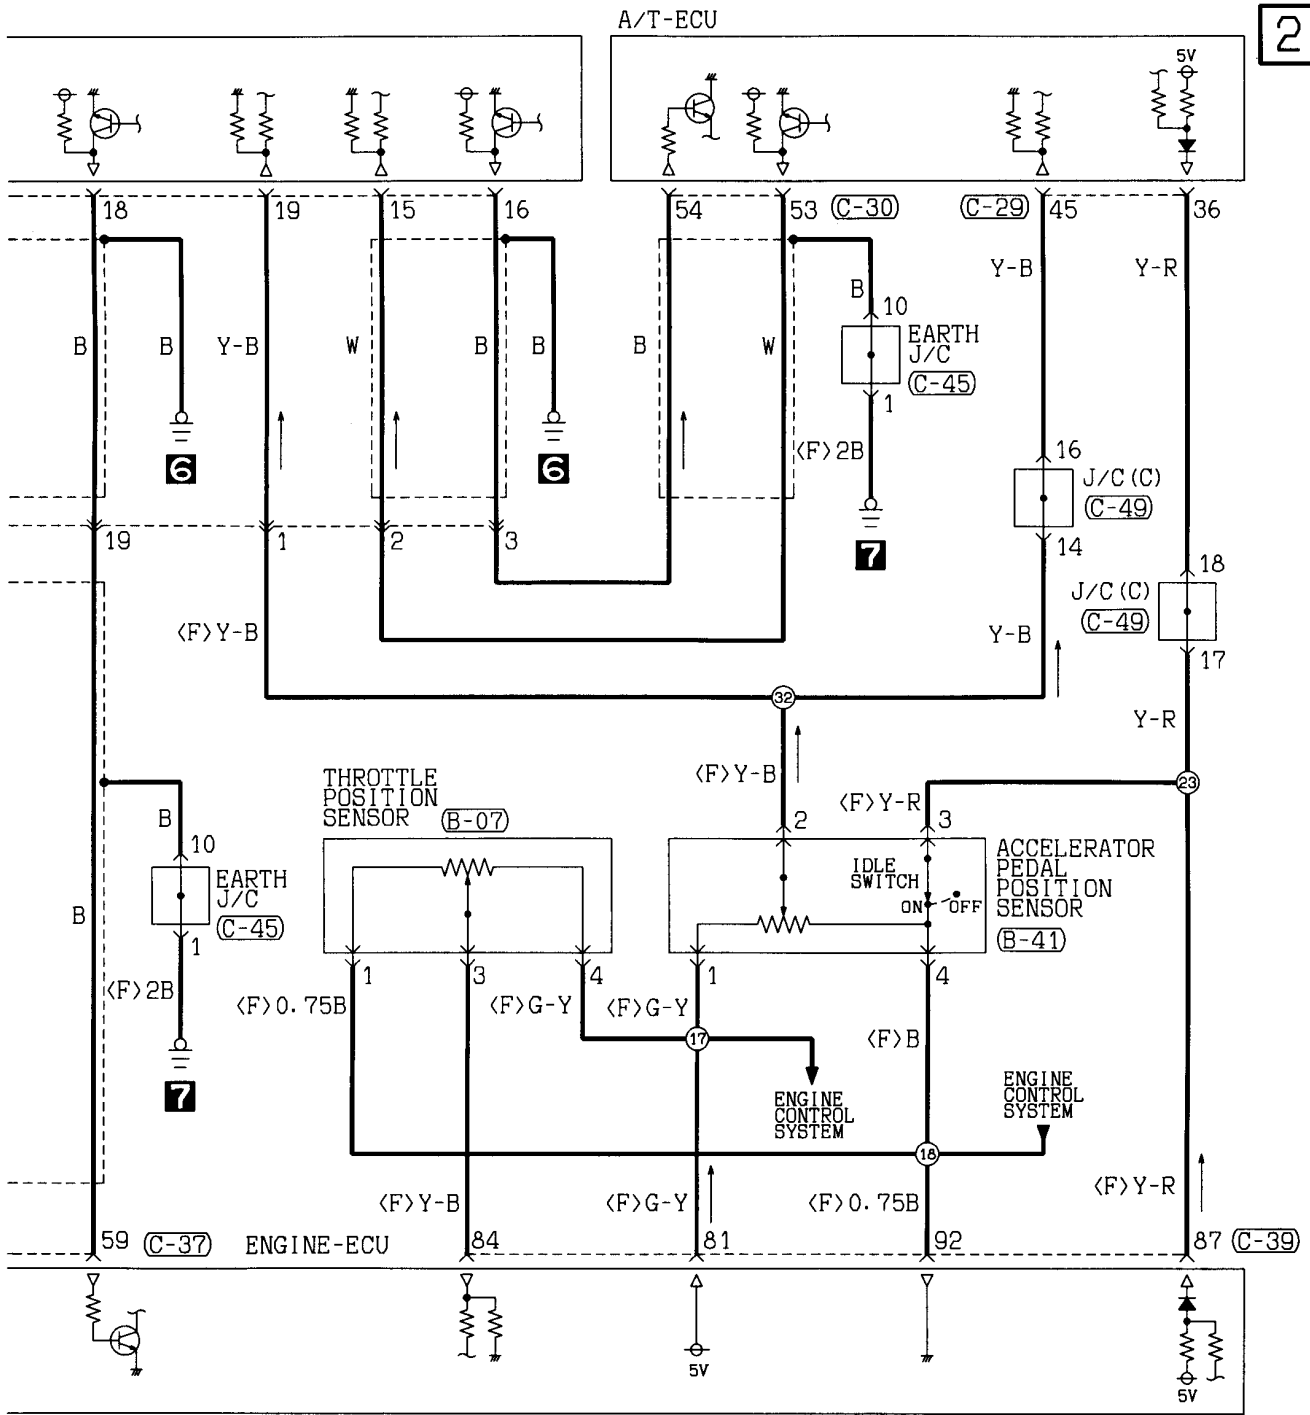 A/T-ECU
2
5V
18
19
15
16
54
53
(C-30)
(C-29)
45
36
Y-B
Y-R
B
10
EARTH
J/C
(C-45)
1
B
B
Y-B
W
B
B
B
W
<F>2B
16
J/C(C)
(C-49)
14
6
6
7
19
1
2
3
18
J/C(C)
(C-49)
17
<F>Y-B
Y-B
32
Y-R
THROTTLE
POSITION
SENSOR
(B-07)
<F>Y-B
23
<F>Y-R
2
3
B
10
EARTH
J/C
(C-45)
1
B
IDLE
SWITCH
ON
OFF
ACCELERATOR
PEDAL
POSITION
SENSOR
(B-41)
1
3
4
1
4
<F>2B
<F>0.75B
<F>G-Y
<F>G-Y
17
<F>B
7
ENGINE
CONTROL
SYSTEM
ENGINE
CONTROL
SYSTEM
18
<F>Y-B
<F>G-Y
<F>0.75B
<F>Y-R
59
(C-37)
ENGINE-ECU
84
81
92
87
(C-39)
5V
5V